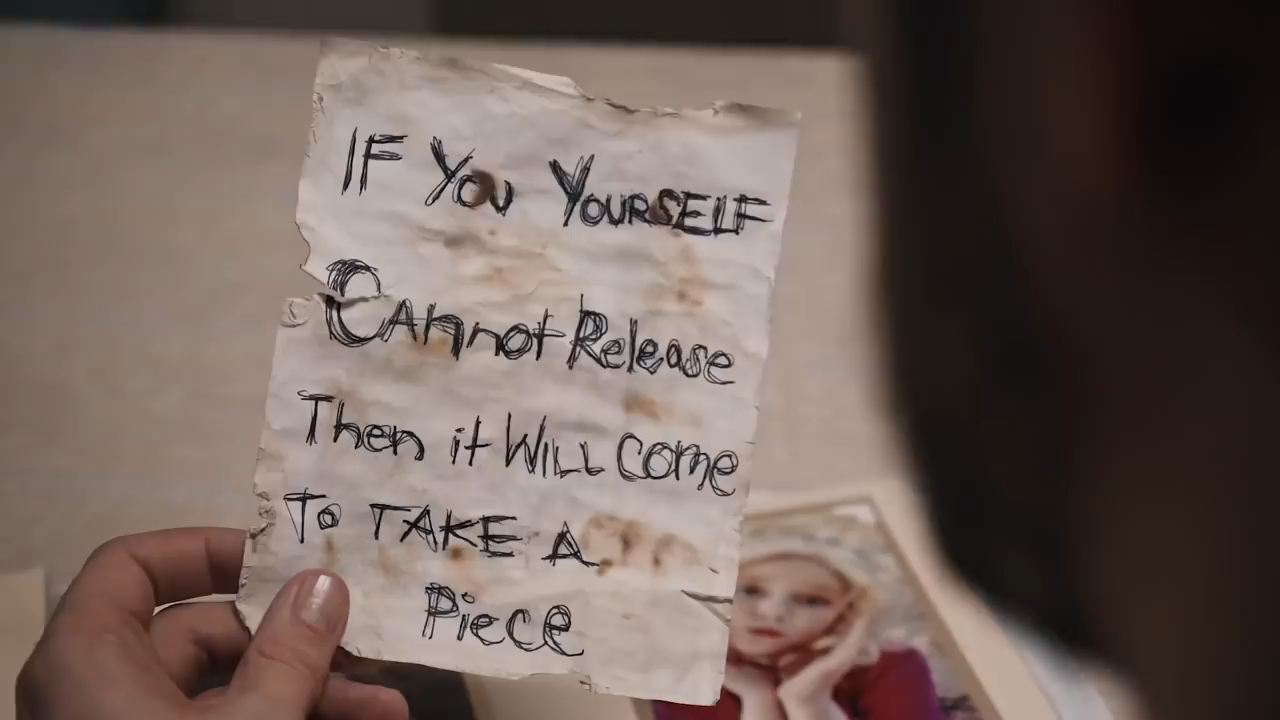 IF YOU YOURSELF
CANnot Release
Then it WILL Come
To TAKE A
PiecE